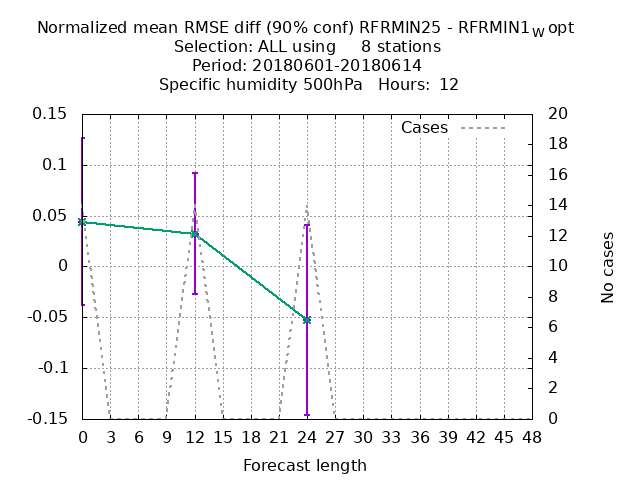 Normalized mean RMSE diff (90% conf) RFRMIN25 - RFRMIN1wopt
Selection: ALL using 8 stations
Period: 20180601-20180614
Specific humidity 500hPa Hours: 12
Cases
0.15
0.1
0.05
0
-0.05
-0.1
-0.15
20
18
16
14
12
10
8
6
4
2
0
No cases
0 3 6 9 12 15 18 21 24 27 30 33 36 39 42 45 48
Forecast length